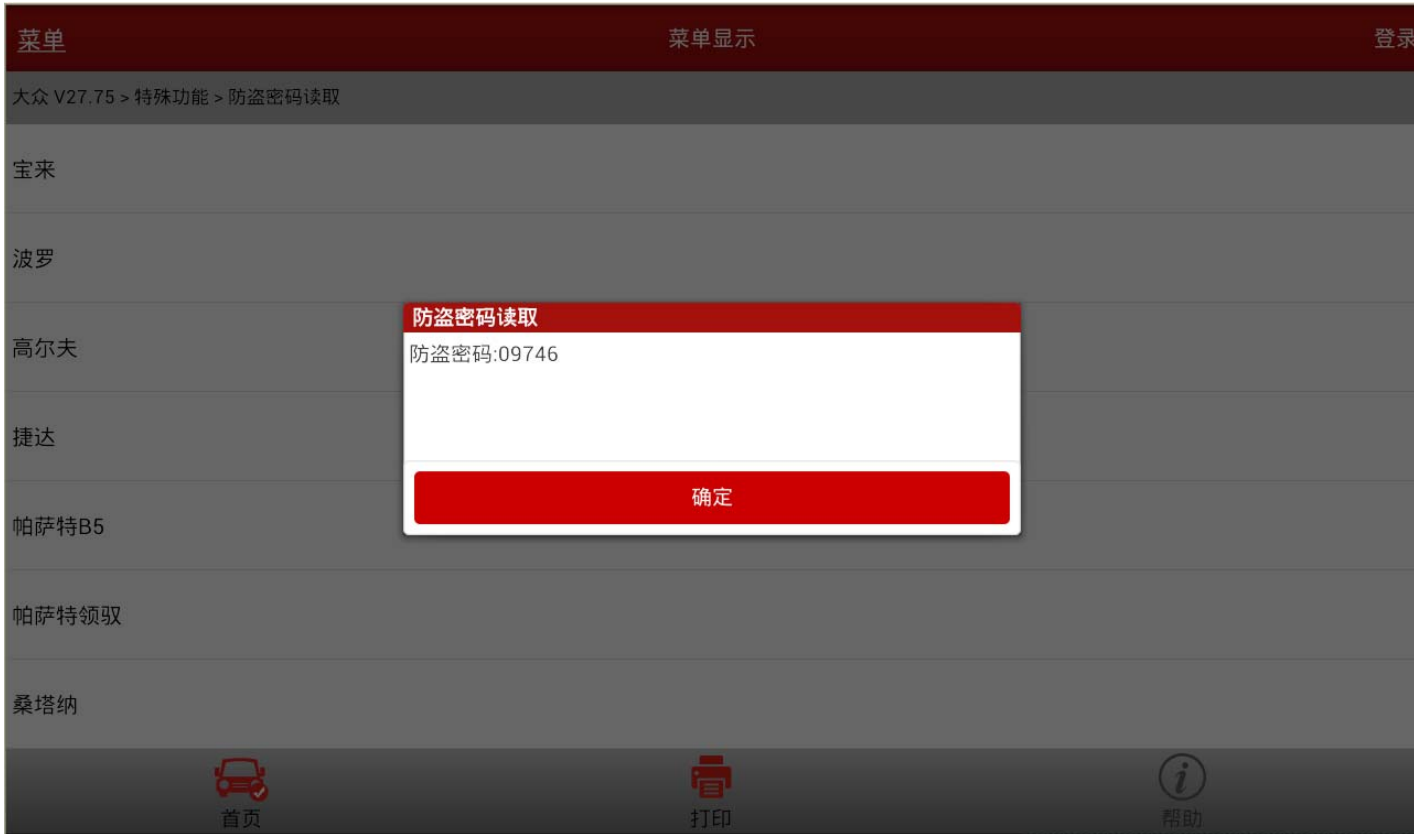 菜单
菜单显示
登录
大众 V27.75 > 特殊功能 > 防盗密码读取
宝来
波罗
高尔夫
捷达
帕萨特B5
帕萨特领驭
桑塔纳
防盗密码读取
防盗密码:09746
确定
首页
打印
帮助